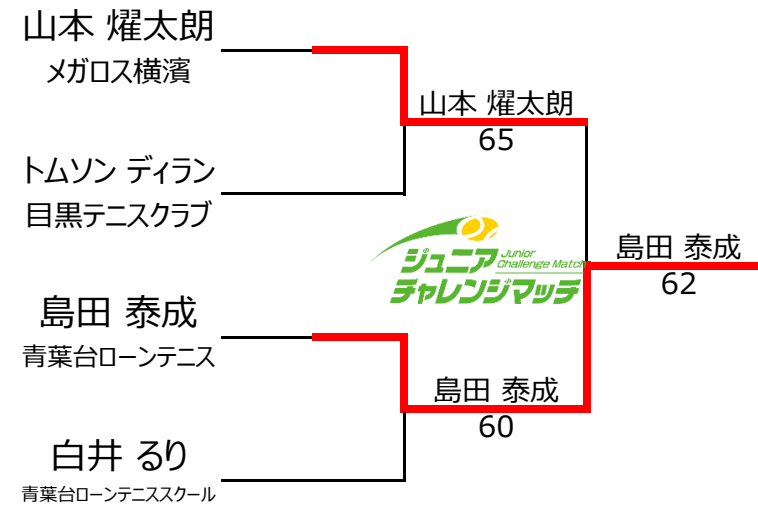 山本 燿太朗
メガロス横濱
山本 燿太朗
65
トムソン ディラン
目黒テニスクラブ
ジュニア
Junior
Challenge Match
チャレンジマッチ
島田 泰成
62
島田 泰成
青葉台ローンテニス
島田 泰成
60
白井 るり
青葉台ローンテニススクール